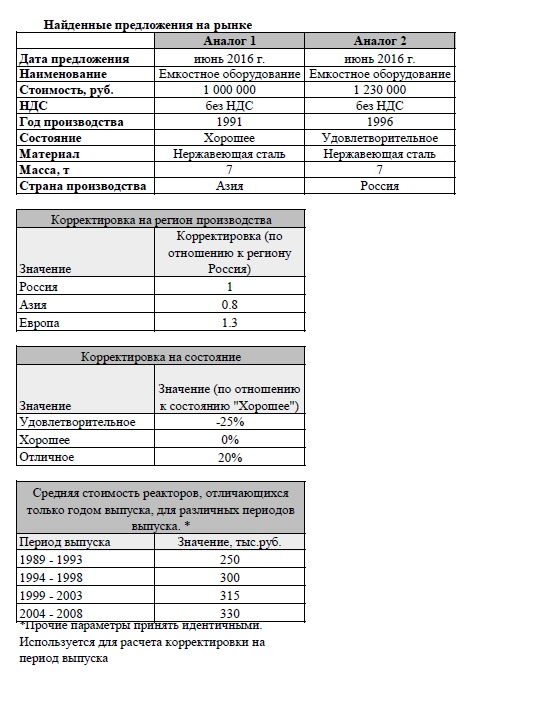 Найденные предложения на рынке
Аналог 1 Аналог 2
Дата предложения июнь 2016 г. июнь 2016 г.
Наименование Емкостное оборудование Емкостное оборудование
Стоимость, руб. 1 000 000 1 230 000
НДС без НДС без НДС
Год производства 1991 1996
Состояние Хорошее Удовлетворительное
Материал Нержавеющая сталь Нержавеющая сталь
Масса, т 7 7
Страна производства Азия Россия
Корректировка на регион производства
Корректировка (по
отношению к региону
Значение Россия)
Россия 1
Азия 0.8
Европа 1.3
Корректировка на состояние
Значение (по отношению
Значение к состоянию "Хорошее")
Удовлетворительное -25%
Хорошее 0%
Отличное 20%
Средняя стоимость реакторов, отличающихся
только годом выпуска, для различных периодов
выпуска. *
Период выпуска Значение, тыс.руб.
1989 - 1993 250
1994 - 1998 300
1999 - 2003 315
2004 - 2008 330
*Прочие параметры принять идентичными.
Используется для расчета корректировки на
период выпуска